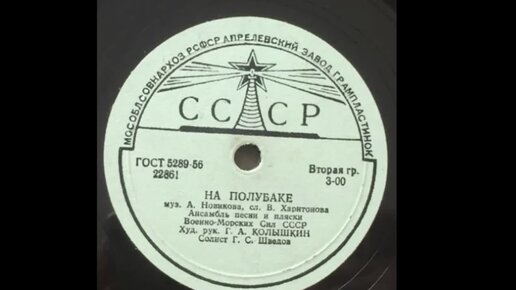 МОСОБЛСОВНАРХОЗ РСФСР АПРЕЛЕВСКИЙ ЗАВОД ГРАМПЛАСТИНОК
СССР
ГОСТ 5289-56
22861
Вторая гр.
3-00
НА ПОЛУБАКЕ
муз. А. Новикова, сл. В. Харитонова
Ансамбль песни и пляски
Военно-Морских Сил СССР
Худ. рук. Г. А. КОЛЫШКИН
Солист Г. С. Шведов